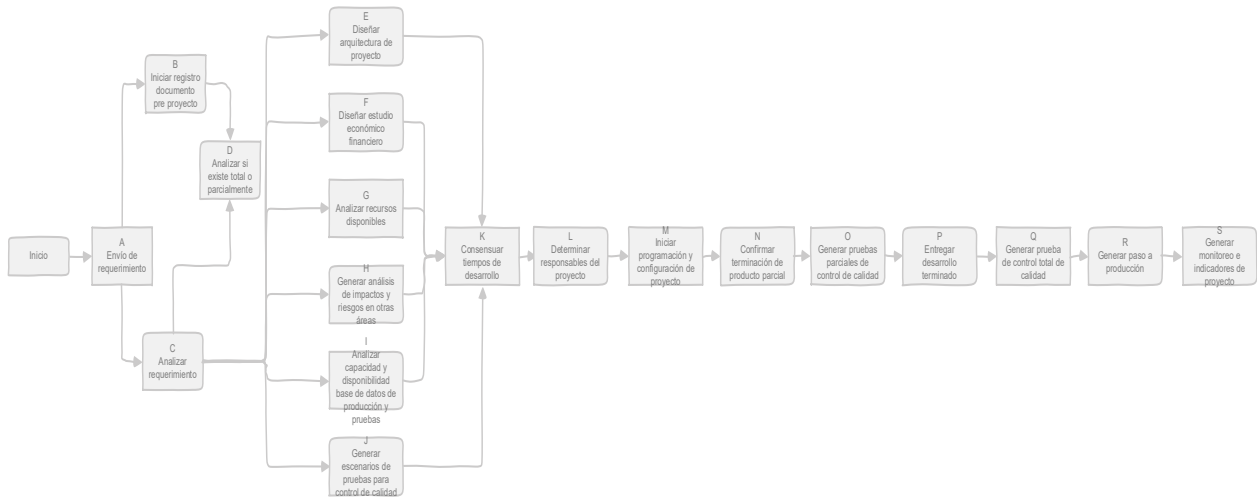 Inicio
A
Envío de
requerimiento
B
Iniciar registro
documento
pre proyecto
C
Analizar
requerimiento
D
Analizar si
existe total o
parcialmente
E
Diseñar
arquitectura de
proyecto
F
Diseñar estudio
económico
financiero
G
Analizar recursos
disponibles
H
Generar análisis
de impactos y
riesgos en otras
áreas
I
Analizar
capacidad y
disponibilidad
base de datos de
producción y
pruebas
J
Generar
escenarios de
pruebas para
control de calidad
K
Consensuar
tiempos de
desarrollo
L
Determinar
responsables del
proyecto
M
Iniciar
programación y
configuración de
proyecto
N
Confirmar
terminación de
producto parcial
O
Generar pruebas
parciales de
control de calidad
P
Entregar
desarrollo
terminado
Q
Generar prueba
de control total de
calidad
R
Generar paso a
producción
S
Generar
monitoreo e
indicadores de
proyecto